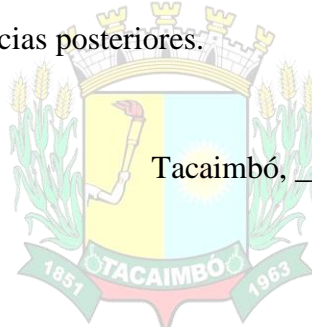 cias posteriores.
Tacaimbó, _
1851 TACAIMBÓ 1963